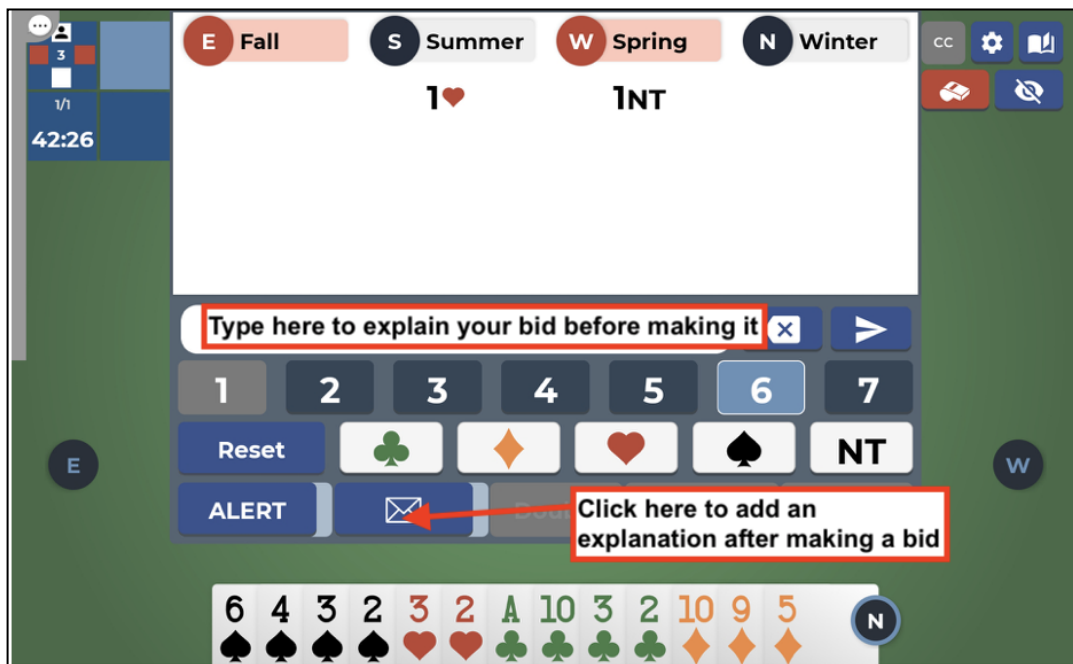 E Fall S Summer W Spring N Winter CC
3
1/1
42:26
1♥ 1NT
Type here to explain your bid before making it
1 2 3 4 5 6 7
Reset ♣ ♦ ♥ ♠ NT
E W
ALERT
Click here to add an
explanation after making a bid
6 4 3 2 3 2 A 10 3 2 10 9 5 N
♠ ♠ ♠ ♠ ♥ ♥ ♣ ♣ ♣ ♣ ♦ ♦ ♦